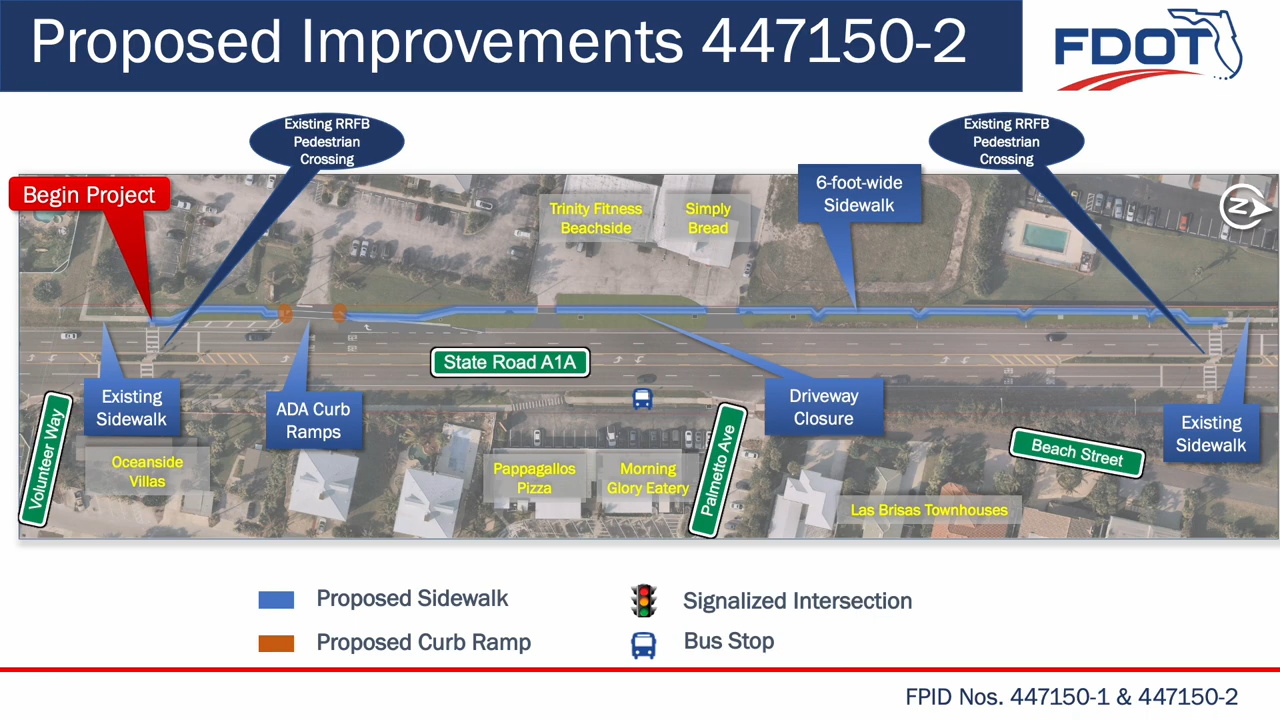 Proposed Improvements 447150-2
FDOT
Existing RRFB
Pedestrian
Crossing
Existing RRFB
Pedestrian
Crossing
Begin Project
6-foot-wide
Sidewalk
Trinity Fitness
Beachside
Simply
Bread
Z
State Road A1A
Existing
Sidewalk
ADA Curb
Ramps
Driveway
Closure
Existing
Sidewalk
Volunteer Way
Oceanside
Villas
Pappagallos
Pizza
Morning
Glory Eatery
Palmetto Ave
Beach Street
Las Brisas Townhouses
Proposed Sidewalk
Signalized Intersection
Proposed Curb Ramp
Bus Stop
FPID Nos. 447150-1 & 447150-2